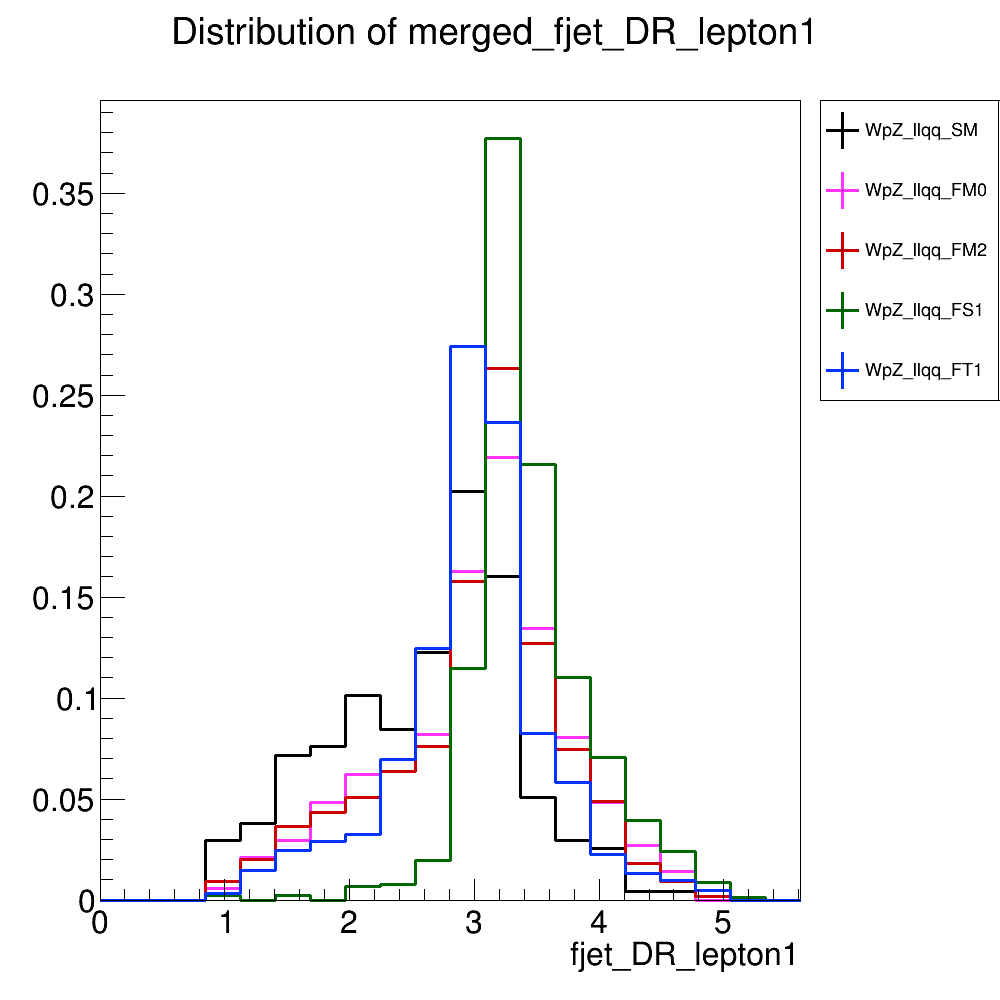 Distribution of merged_fjet_DR_lepton1
WpZ_llqq_SM
WpZ_llqq_FM0
WpZ_llqq_FM2
WpZ_llqq_FS1
WpZ_llqq_FT1
0.35
0.3
0.25
0.2
0.15
0.1
0.05
0
0 1 2 3 4 5
fjet_DR_lepton1